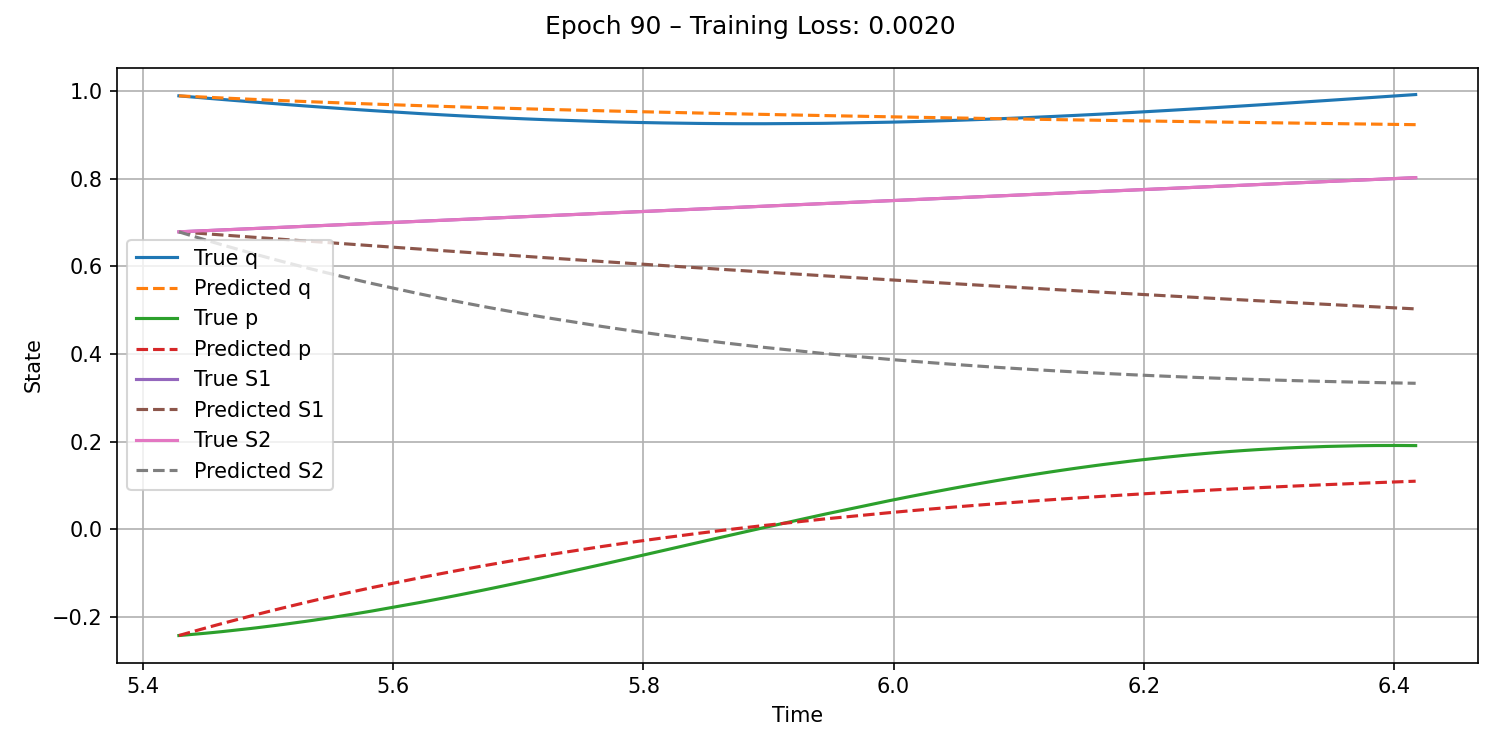 Epoch 90 – Training Loss: 0.0020
1.0
0.8
0.6
0.4
0.2
0.0
−0.2
State
True q
Predicted q
True p
Predicted p
True S1
Predicted S1
True S2
Predicted S2
5.4 5.6 5.8 6.0 6.2 6.4
Time